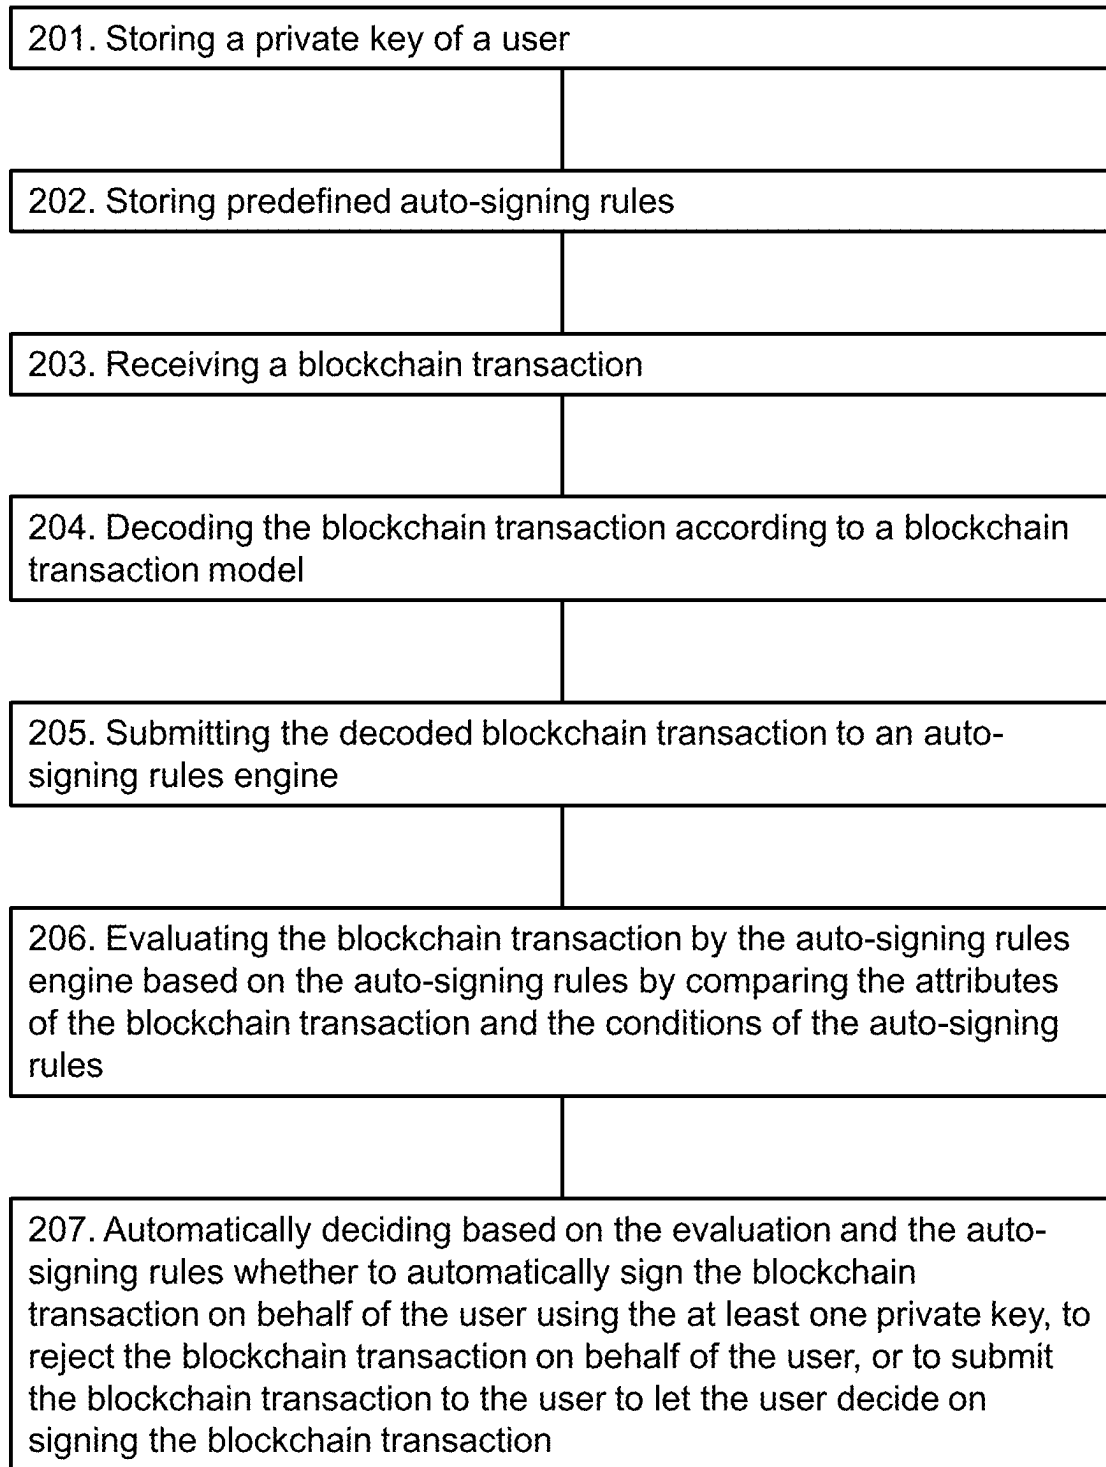 201. Storing a private key of a user
202. Storing predefined auto-signing rules
203. Receiving a blockchain transaction
204. Decoding the blockchain transaction according to a blockchain
transaction model
205. Submitting the decoded blockchain transaction to an auto-
signing rules engine
206. Evaluating the blockchain transaction by the auto-signing rules
engine based on the auto-signing rules by comparing the attributes
of the blockchain transaction and the conditions of the auto-signing
rules
207. Automatically deciding based on the evaluation and the auto-
signing rules whether to automatically sign the blockchain
transaction on behalf of the user using the at least one private key, to
reject the blockchain transaction on behalf of the user, or to submit
the blockchain transaction to the user to let the user decide on
signing the blockchain transaction